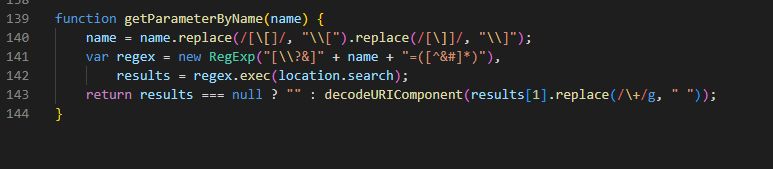 138
139 function getParameterByName(name) {
140 name = name.replace(/[\[]/, "\\[").replace(/[\]]/, "\\]");
141 var regex = new RegExp("[\\?&]" + name + "=([^&#]*)"),
142 results = regex.exec(location.search);
143 return results === null ? "" : decodeURIComponent(results[1].replace(/\+/g, " "));
144 }